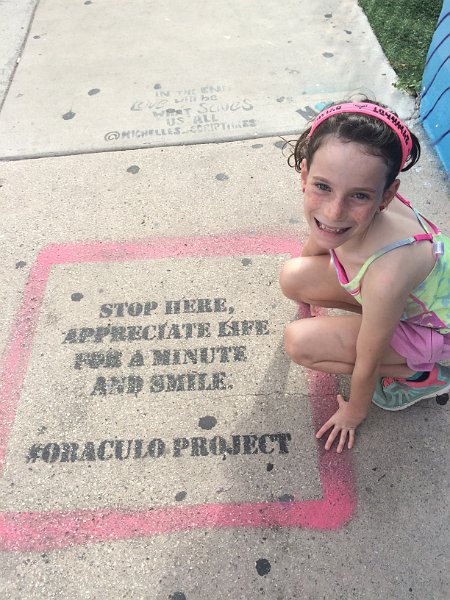 IN THE END
LOVE WILL BE
WHAT SAVES
US ALL
STOP HERE,
APPRECIATE LIFE
FOR A MINUTE
AND SMILE.
#ORACULO PROJECT